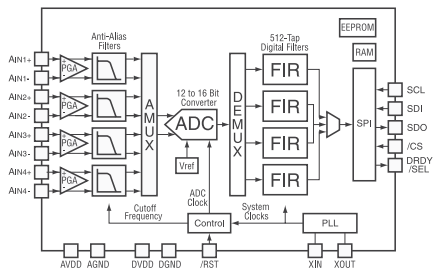 Anti-Alias
Filters
512-Tap
Digital Filters
EEPROM
RAM
12 to 16 Bit
Converter
AIN1+
AIN1-
AIN2+
AIN2-
AIN3+
AIN3-
AIN4+
AIN4-
+ PGA -
+ PGA -
+ PGA -
+ PGA -
AMUX
ADC
Vref
DEMUX
FIR
FIR
FIR
FIR
SPI
SCL
SDI
SDO
/CS
DRDY
/SEL
Cutoff
Frequency
ADC
Clock
System
Clocks
Control
PLL
AVDD
AGND
DVDD
DGND
/RST
XIN
XOUT